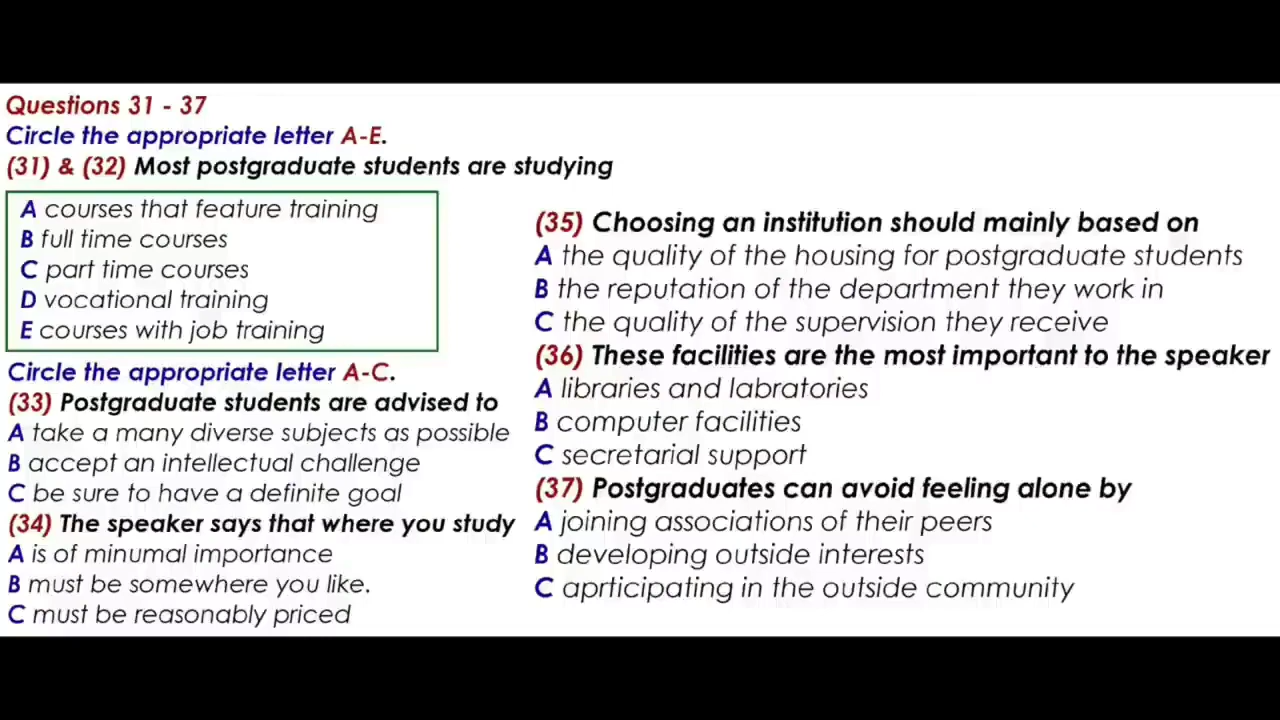 Questions 31 - 37
Circle the appropriate letter A-E.
(31) & (32) Most postgraduate students are studying
A courses that feature training
B full time courses
C part time courses
D vocational training
E courses with job training
Circle the appropriate letter A-C.
(33) Postgraduate students are advised to
A take a many diverse subjects as possible
B accept an intellectual challenge
C be sure to have a definite goal
(34) The speaker says that where you study
A is of minumal importance
B must be somewhere you like.
C must be reasonably priced
(35) Choosing an institution should mainly based on
A the quality of the housing for postgraduate students
B the reputation of the department they work in
C the quality of the supervision they receive
(36) These facilities are the most important to the speaker
A libraries and labratories
B computer facilities
C secretarial support
(37) Postgraduates can avoid feeling alone by
A joining associations of their peers
B developing outside interests
C aprticipating in the outside community